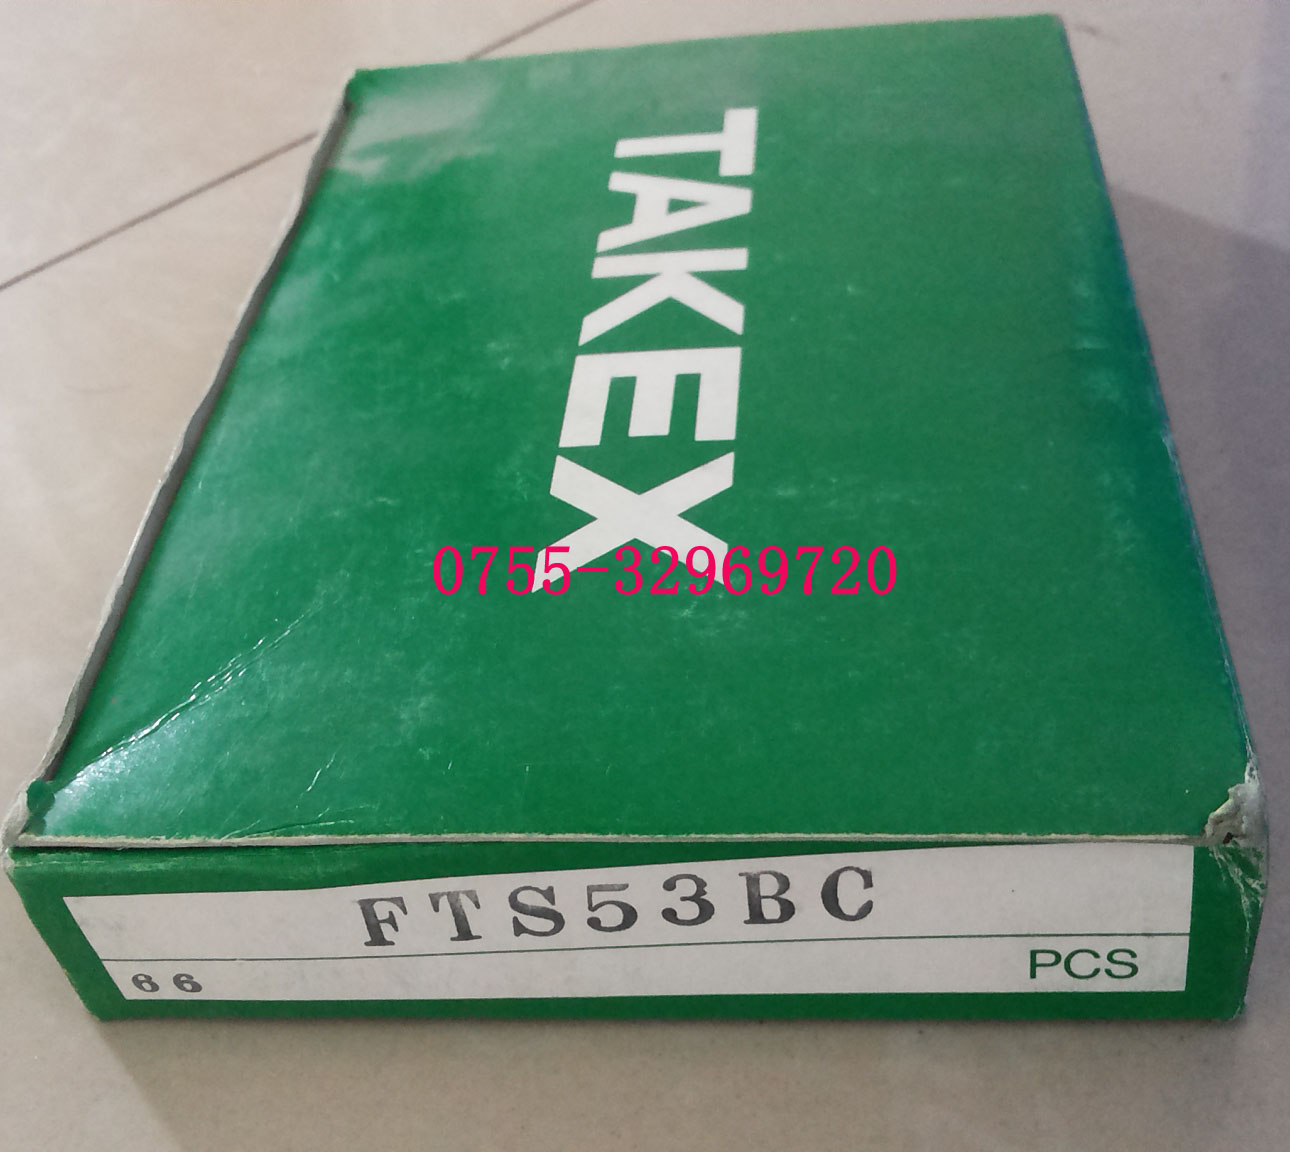 TAKEX
0755-32969720
FTS53BC
66
PCS